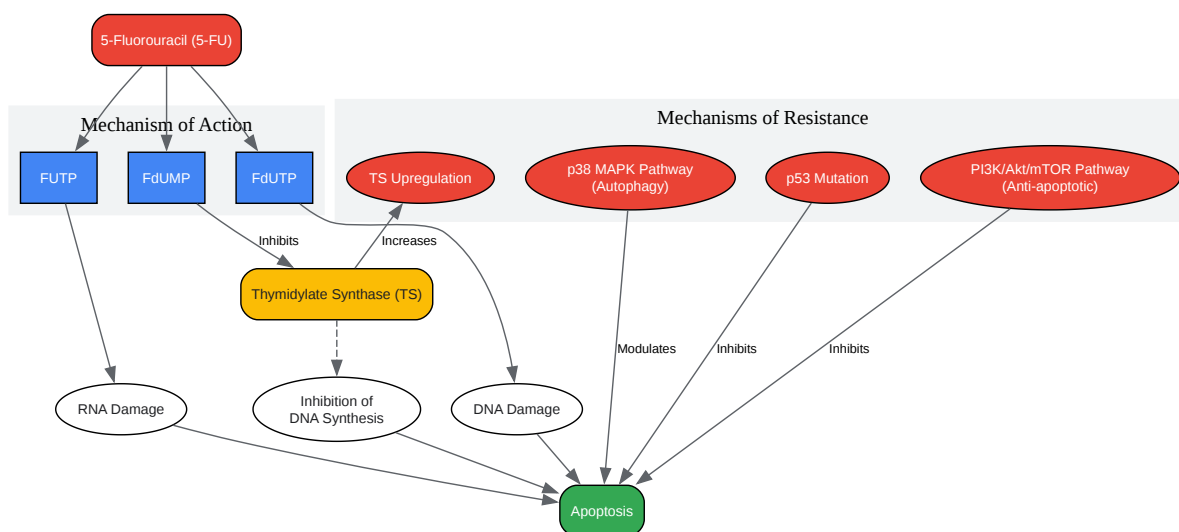 5-Fluorouracil (5-FU)
Mechanism of Action
Mechanisms of Resistance
FUTP
FdUMP
FdUTP
TS Upregulation
p38 MAPK Pathway
(Autophagy)
p53 Mutation
PI3K/Akt/mTOR Pathway
(Anti-apoptotic)
Inhibits
Increases
Thymidylate Synthase (TS)
Modulates
Inhibits
Inhibits
RNA Damage
Inhibition of
DNA Synthesis
DNA Damage
Apoptosis